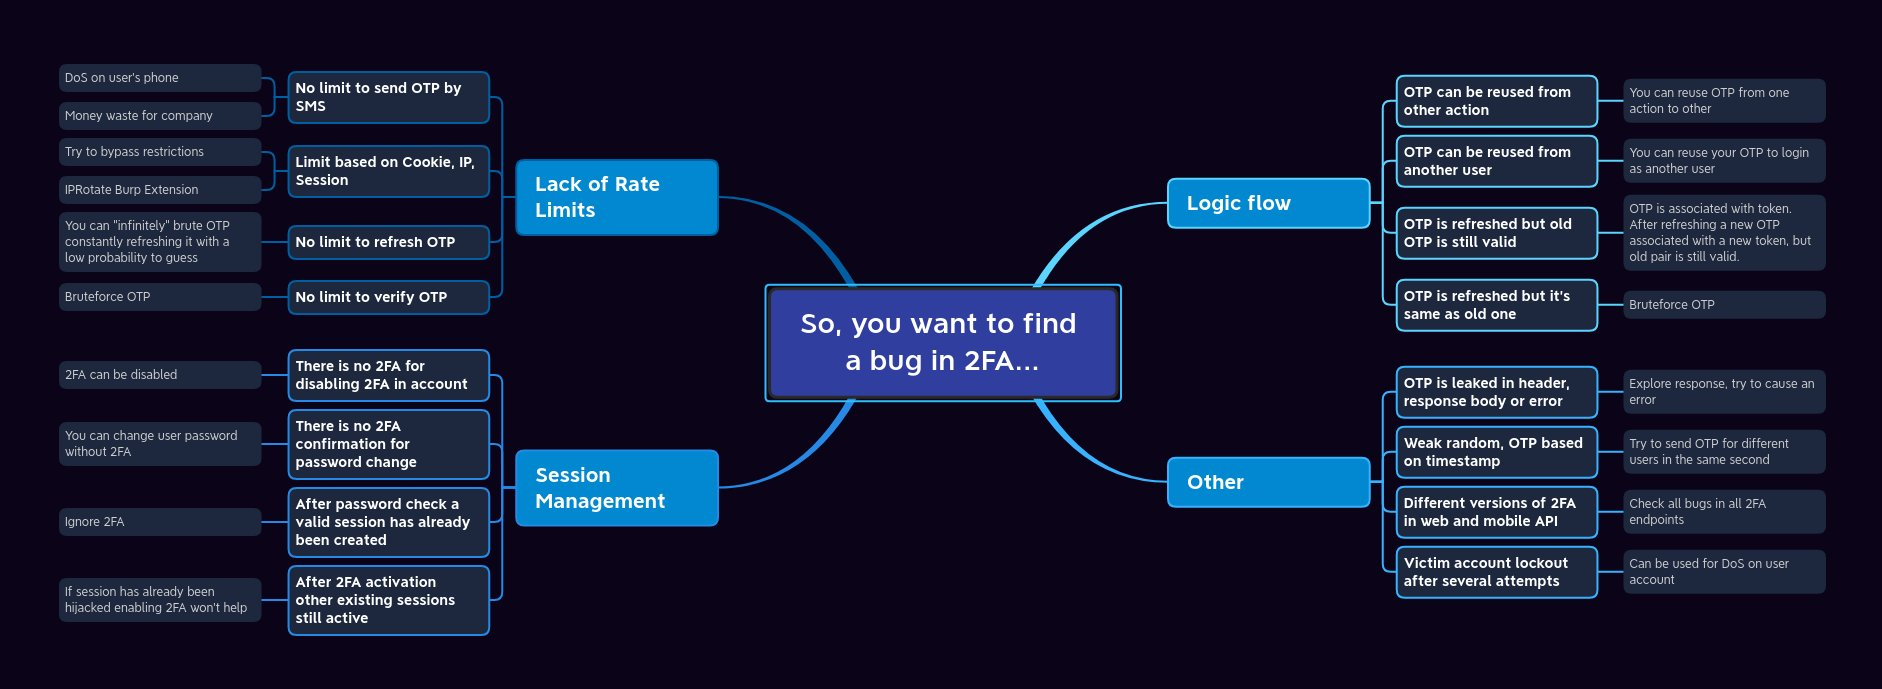 So, you want to find
a bug in 2FA...
Lack of Rate
Limits
No limit to send OTP by
SMS
DoS on user's phone
Money waste for company
Limit based on Cookie, IP,
Session
Try to bypass restrictions
IPRotate Burp Extension
No limit to refresh OTP
You can "infinitely" brute OTP
constantly refreshing it with a
low probability to guess
No limit to verify OTP
Bruteforce OTP
Session
Management
There is no 2FA for
disabling 2FA in account
2FA can be disabled
There is no 2FA
confirmation for
password change
You can change user password
without 2FA
After password check a
valid session has already
been created
Ignore 2FA
After 2FA activation
other existing sessions
still active
If session has already been
hijacked enabling 2FA won't help
Logic flow
OTP can be reused from
other action
You can reuse OTP from one
action to other
OTP can be reused from
another user
You can reuse your OTP to login
as another user
OTP is refreshed but old
OTP is still valid
OTP is associated with token.
After refreshing a new OTP
associated with a new token, but
old pair is still valid.
OTP is refreshed but it's
same as old one
Bruteforce OTP
Other
OTP is leaked in header,
response body or error
Explore response, try to cause an
error
Weak random, OTP based
on timestamp
Try to send OTP for different
users in the same second
Different versions of 2FA
in web and mobile API
Check all bugs in all 2FA
endpoints
Victim account lockout
after several attempts
Can be used for DoS on user
account